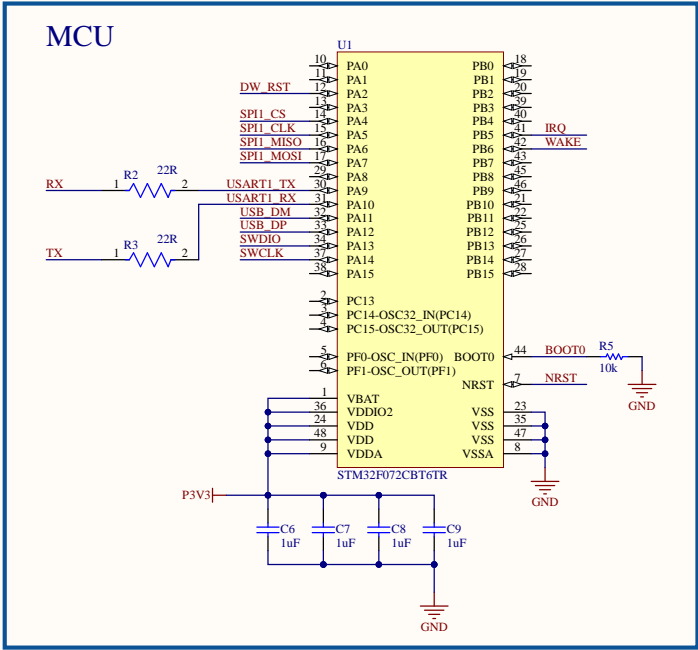 MCU
U1
10 PA0 PB0 18
11 PA1 PB1 19
DW_RST 12 PA2 PB2 20
13 PA3 PB3 39
SPI1_CS 14 PA4 PB4 40
SPI1_CLK 15 PA5 PB5 41 IRQ
SPI1_MISO 16 PA6 PB6 42 WAKE
SPI1_MOSI 17 PA7 PB7 43
29 PA8 PB8 45
RX 1 R2 22R 2 USART1_TX 30 PA9 PB9 46
USART1_RX 31 PA10 PB10 21
USB_DM 32 PA11 PB11 22
USB_DP 33 PA12 PB12 25
SWDIO 34 PA13 PB13 26
TX 1 R3 22R 2 SWCLK 37 PA14 PB14 27
38 PA15 PB15 28
2 PC13
3 PC14-OSC32_IN(PC14)
4 PC15-OSC32_OUT(PC15)
5 PF0-OSC_IN(PF0) BOOT0 44 BOOT0 R5
6 PF1-OSC_OUT(PF1) 10k
NRST 7 NRST
GND
1 VBAT
36 VDDIO2 VSS 23
24 VDD VSS 35
48 VDD VSS 47
9 VDDA VSSA 8
STM32F072CBT6TR
P3V3
GND
C6 C7 C8 C9
1uF 1uF 1uF 1uF
GND